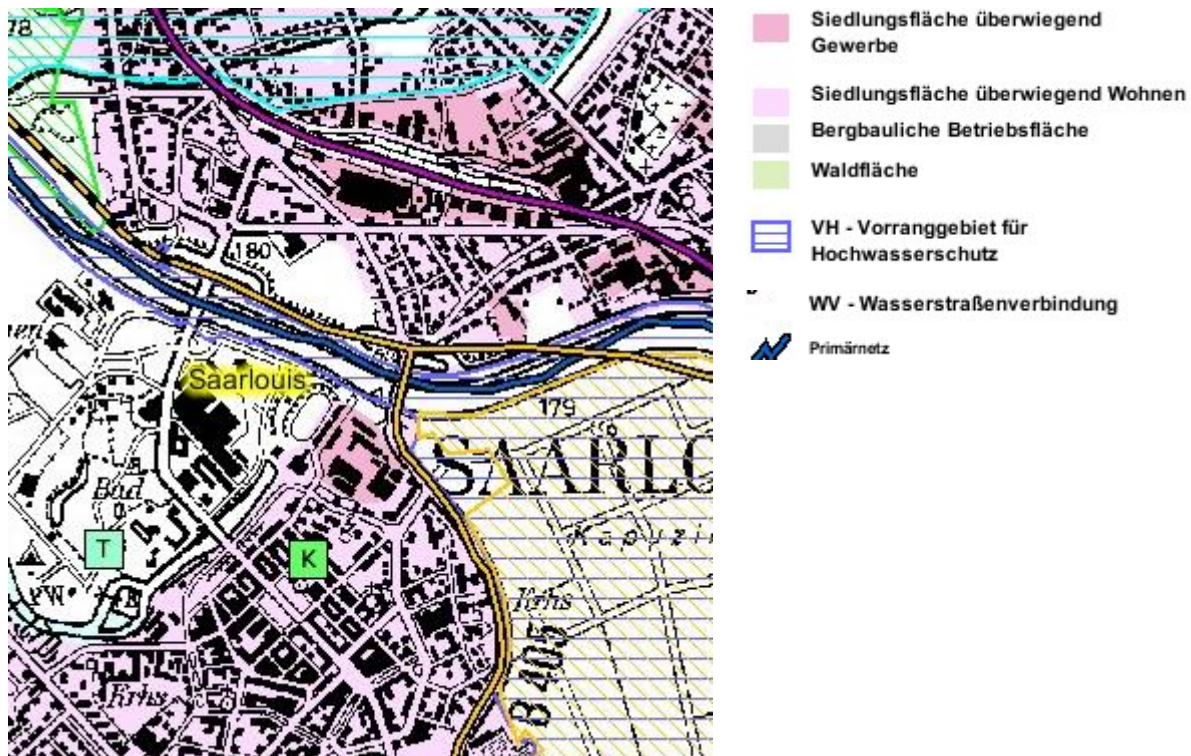 178
180
Saarlouis
179
SAARLO
Bad
T
K
Krhs
B 405
Krhs
Siedlungsfläche überwiegend
Gewerbe
Siedlungsfläche überwiegend Wohnen
Bergbauliche Betriebsfläche
Waldfläche
VH - Vorranggebiet für
Hochwasserschutz
WV - Wasserstraßenverbindung
Primärnetz